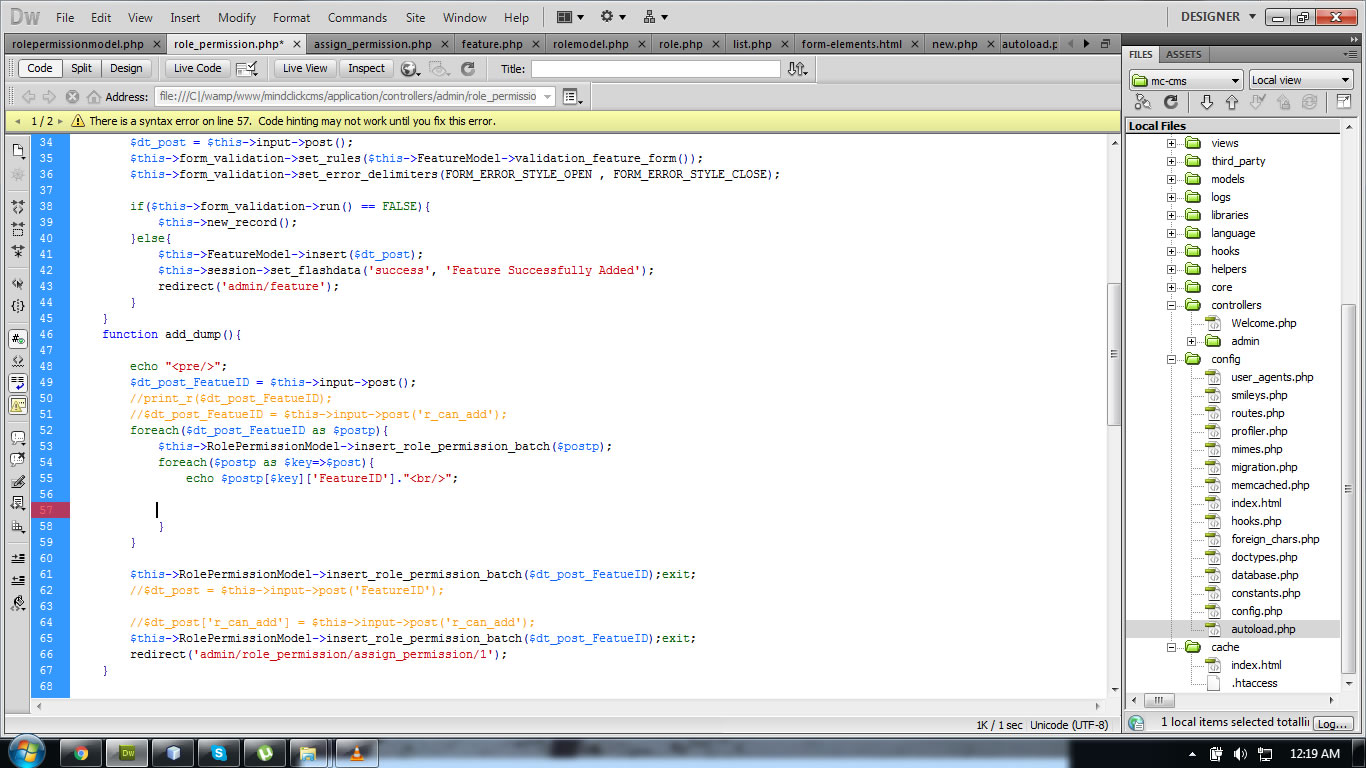 Dw File Edit View Insert Modify Format Commands Site Window Help DESIGNER
rolepermissionmodel.php role_permission.php* assign_permission.php feature.php rolemodel.php role.php list.php form-elements.html new.php autoload.p
Code Split Design Live Code Live View Inspect Title:
Address: file:///C|/wamp/www/mindclickcms/application/controllers/admin/role_permissio
1 / 2 There is a syntax error on line 57. Code hinting may not work until you fix this error.
34 $dt_post = $this->input->post();
35 $this->form_validation->set_rules($this->FeatureModel->validation_feature_form());
36 $this->form_validation->set_error_delimiters(FORM_ERROR_STYLE_OPEN , FORM_ERROR_STYLE_CLOSE);
37
38 if($this->form_validation->run() == FALSE){
39 $this->new_record();
40 }else{
41 $this->FeatureModel->insert($dt_post);
42 $this->session->set_flashdata('success', 'Feature Successfully Added');
43 redirect('admin/feature');
44 }
45 }
46 function add_dump(){
47
48 echo "<pre/>";
49 $dt_post_FeatueID = $this->input->post();
50 //print_r($dt_post_FeatueID);
51 //$dt_post_FeatueID = $this->input->post('r_can_add');
52 foreach($dt_post_FeatueID as $postp){
53 $this->RolePermissionModel->insert_role_permission_batch($postp);
54 foreach($postp as $key=>$post){
55 echo $postp[$key]['FeatureID']."<br/>";
56
57
58 }
59 }
60
61 $this->RolePermissionModel->insert_role_permission_batch($dt_post_FeatueID);exit;
62 //$dt_post = $this->input->post('FeatureID');
63
64 //$dt_post['r_can_add'] = $this->input->post('r_can_add');
65 $this->RolePermissionModel->insert_role_permission_batch($dt_post_FeatueID);exit;
66 redirect('admin/role_permission/assign_permission/1');
67 }
68
1K / 1 sec Unicode (UTF-8)
FILES ASSETS
mc-cms Local view
Local Files
views
third_party
models
logs
libraries
language
hooks
helpers
core
controllers
Welcome.php
admin
config
user_agents.php
smileys.php
routes.php
profiler.php
mimes.php
migration.php
memcached.php
index.html
hooks.php
foreign_chars.php
doctypes.php
database.php
constants.php
config.php
autoload.php
cache
index.html
.htaccess
1 local items selected totallin Log...
Dw S µ 12:19 AM